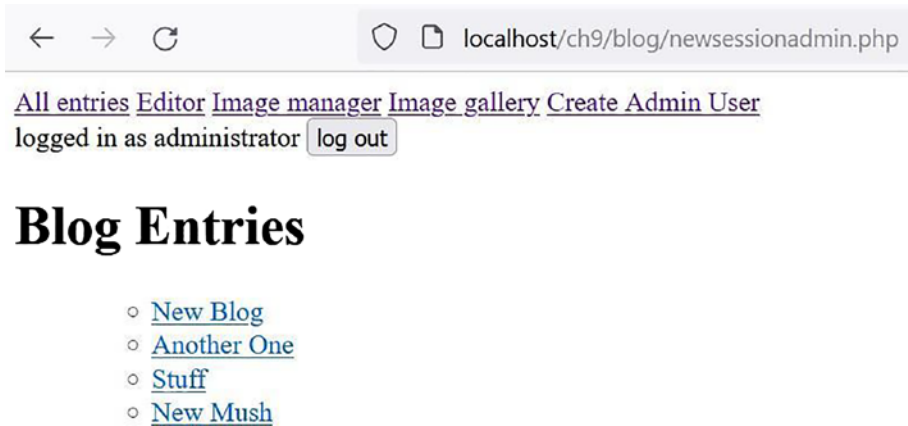 localhost/ch9/blog/newsessionadmin.php
All entries Editor Image manager Image gallery Create Admin User
logged in as administrator log out
Blog Entries
New Blog
Another One
Stuff
New Mush